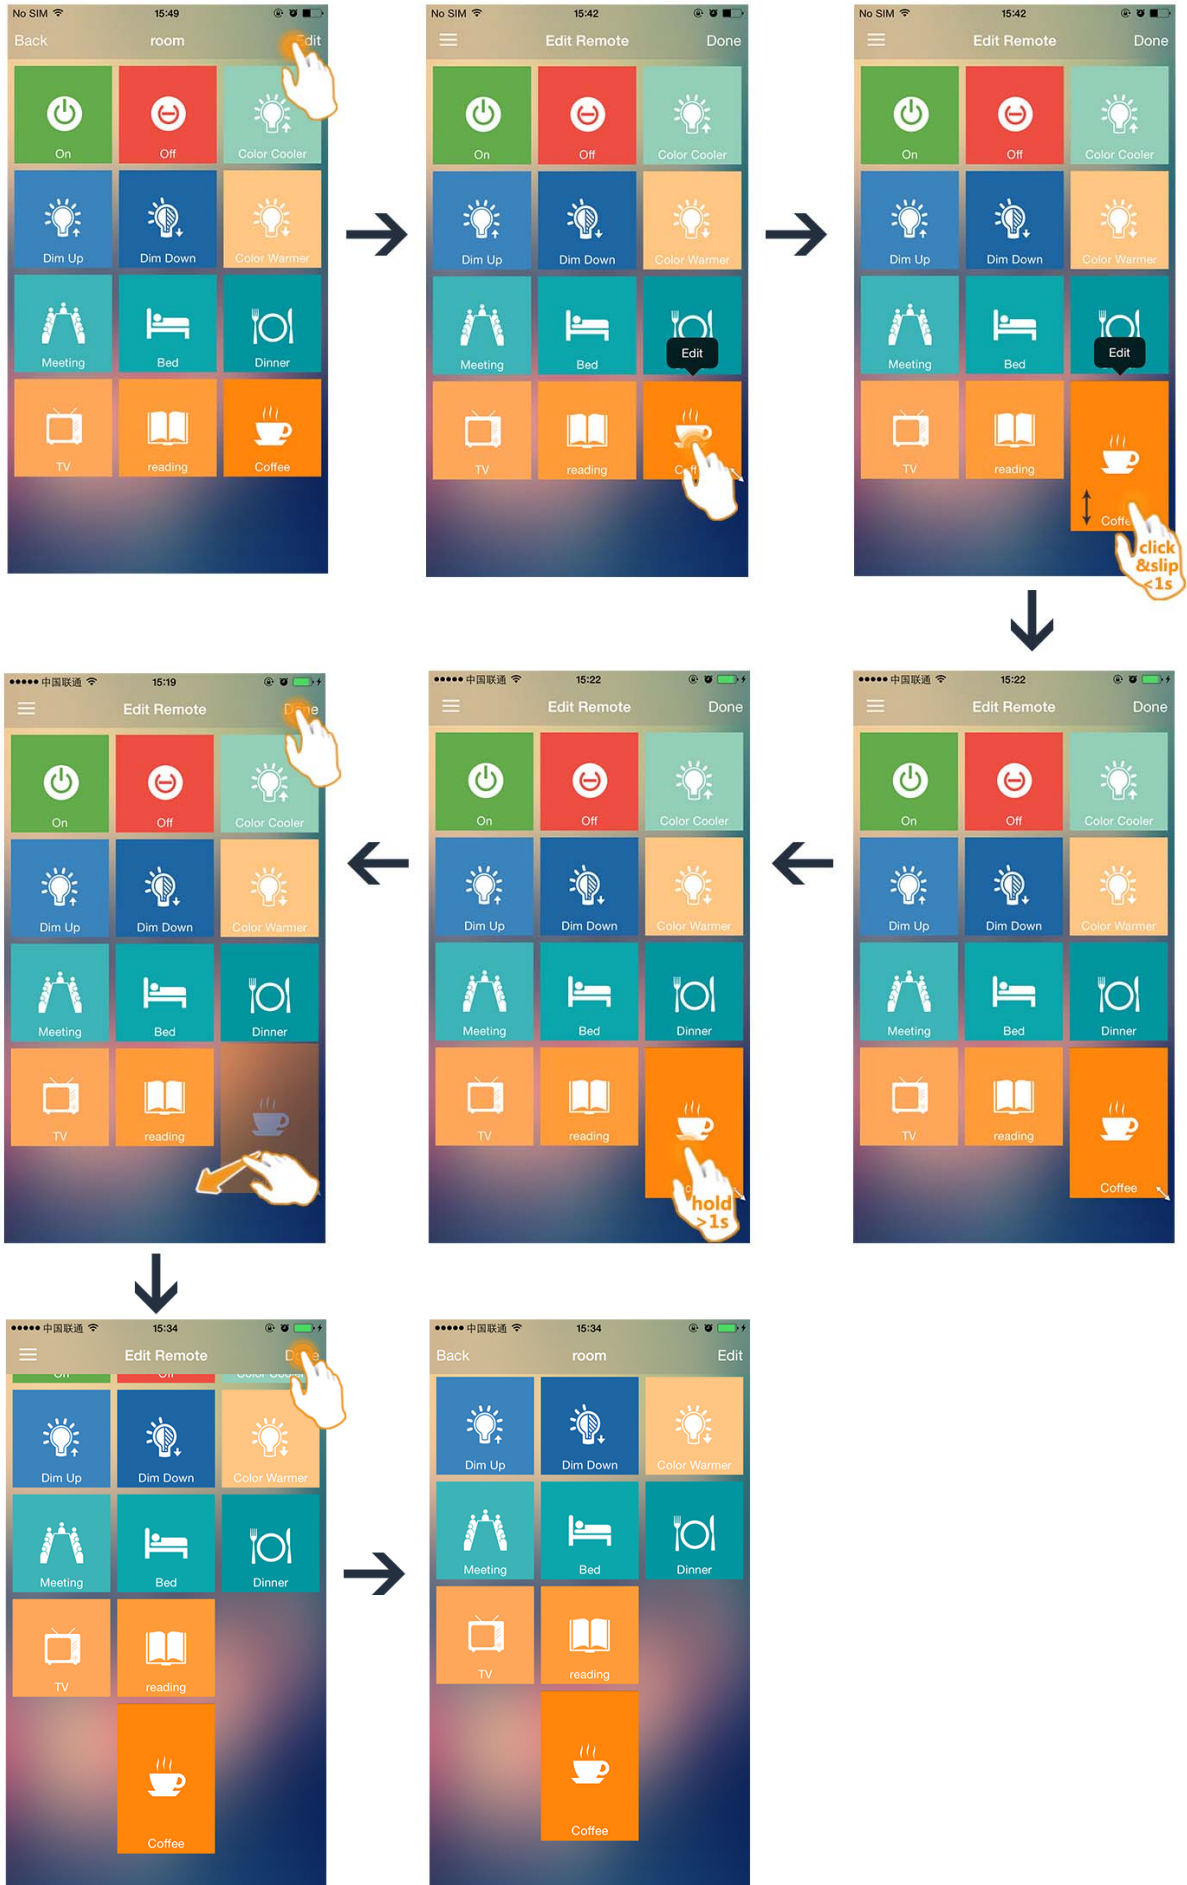 No SIM 15:49
Back room Edit
On Off Color Cooler
Dim Up Dim Down Color Warmer
Meeting Bed Dinner
TV reading Coffee
No SIM 15:42
Edit Remote Done
On Off Color Cooler
Dim Up Dim Down Color Warmer
Edit
Meeting Bed
TV reading
No SIM 15:42
Edit Remote Done
On Off Color Cooler
Dim Up Dim Down Color Warmer
Edit
Meeting Bed
TV reading
Coffe
click
&slip
<1s
中国联通 15:22
Edit Remote Done
On Off Color Cooler
Dim Up Dim Down Color Warmer
Meeting Bed Dinner
TV reading
Coffee
中国联通 15:22
Edit Remote Done
On Off Color Cooler
Dim Up Dim Down Color Warmer
Meeting Bed Dinner
TV reading
hold
>1s
中国联通 15:19
Edit Remote Done
On Off Color Cooler
Dim Up Dim Down Color Warmer
Meeting Bed Dinner
TV reading
中国联通 15:34
Edit Remote Done
Dim Up Dim Down Color Warmer
Meeting Bed Dinner
TV reading
Coffee
中国联通 15:34
Back room Edit
Dim Up Dim Down Color Warmer
Meeting Bed Dinner
TV reading
Coffee